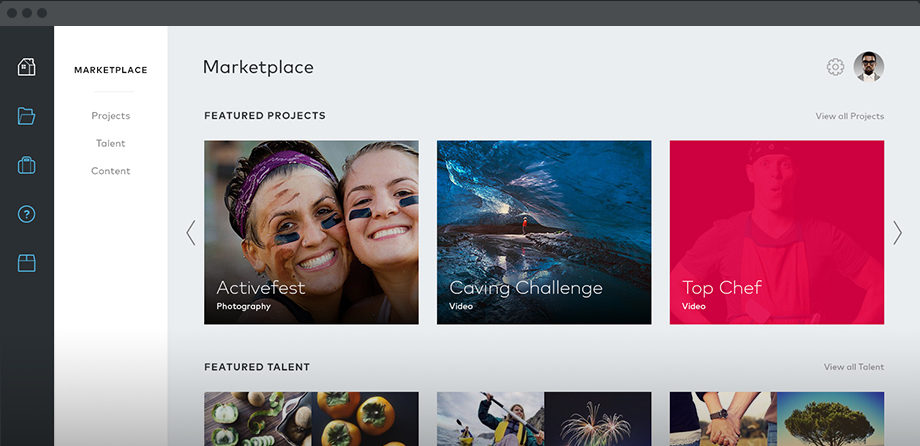 MARKETPLACE
Projects
Talent
Content
Marketplace
FEATURED PROJECTS
View all Projects
Activefest
Photography
Caving Challenge
Video
Top Chef
Video
FEATURED TALENT
View all Talent
?